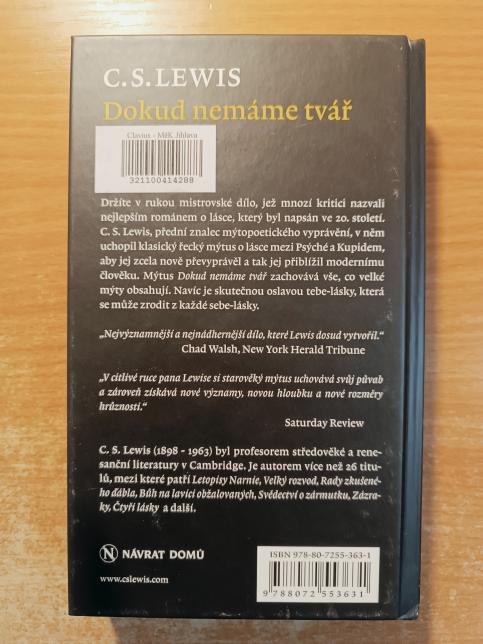 C. S. LEWIS
Dokud nemáme tvář
Clavius - MěK Jihlava
321100414288
Držíte v rukou mistrovské dílo, jež mnozí kritici nazvali
nejlepším románem o lásce, který byl napsán ve 20. století.
C. S. Lewis, přední znalec mýtopoetického vyprávění, v něm
uchopil klasický řecký mýtus o lásce mezi Psýché a Kupidem,
aby jej zcela nově převyprávěl a tak jej přiblížil modernímu
člověku. Mýtus Dokud nemáme tvář zachovává vše, co velké
mýty obsahují. Navíc je skutečnou oslavou tebe-lásky, která
se může zrodit z každé sebe-lásky.
„Nejvýznamnější a nejnádhernější dílo, které Lewis dosud vytvořil.“
Chad Walsh, New York Herald Tribune
„V citlivé ruce pana Lewise si starověký mýtus uchovává svůj půvab
a zároveň získává nové významy, novou hloubku a nové rozměry
hrůznosti.“
Saturday Review
C. S. Lewis (1898 – 1963) byl profesorem středověké a rene-
sanční literatury v Cambridge. Je autorem více než 26 titu-
lů, mezi které patří Letopisy Narnie, Velký rozvod, Rady zkušené-
ho ďábla, Bůh na lavici obžalovaných, Svědectví o zármutku, Zázra-
ky, Čtyři lásky a další.
N NÁVRAT DOMŮ
www.cslewis.com
ISBN 978-80-7255-363-1
9 788072 553631